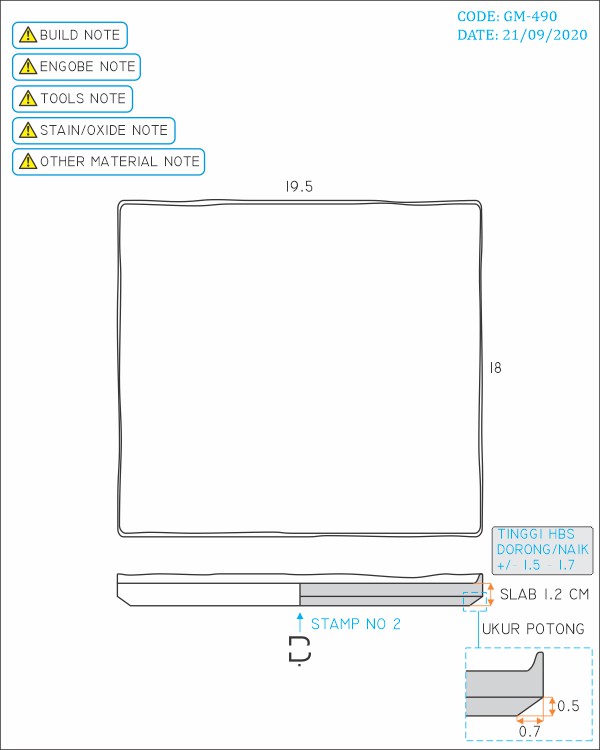 CODE: GM-490
DATE: 21/09/2020
BUILD NOTE
ENGOBE NOTE
TOOLS NOTE
STAIN/OXIDE NOTE
OTHER MATERIAL NOTE
19.5
18
TINGGI HBS
DORONG/NAIK
+/- 1.5 - 1.7
SLAB 1.2 CM
STAMP NO 2
UKUR POTONG
0.5
0.7